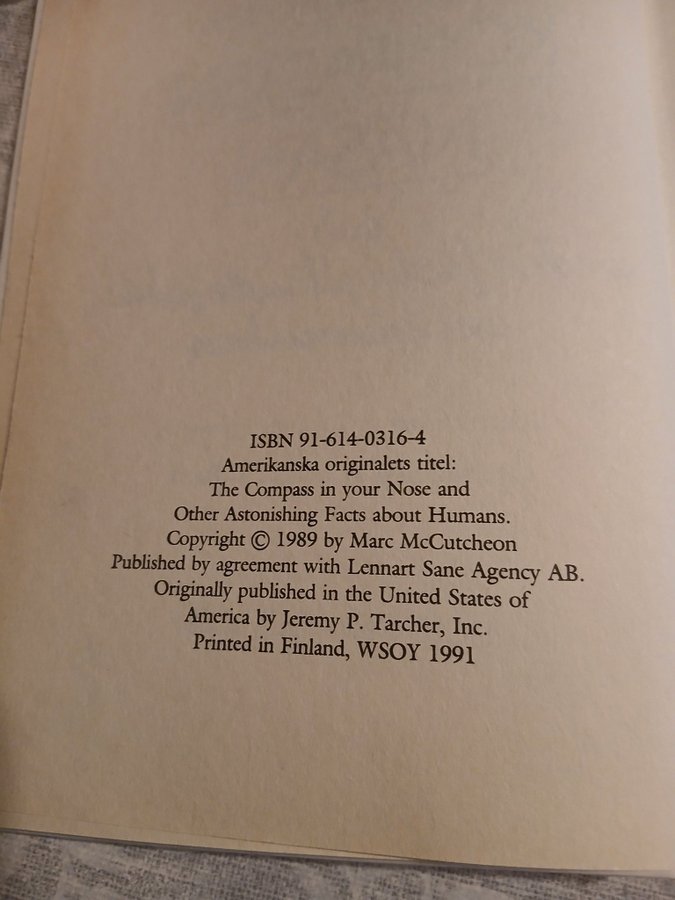 ISBN 91-614-0316-4
Amerikanska originalets titel:
The Compass in your Nose and
Other Astonishing Facts about Humans.
Copyright © 1989 by Marc McCutcheon
Published by agreement with Lennart Sane Agency AB.
Originally published in the United States of
America by Jeremy P. Tarcher, Inc.
Printed in Finland, WSOY 1991